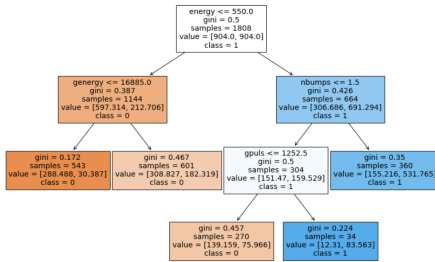 energy <= 550.0
gini = 0.5
samples = 1808
value = [904.0, 904.0]
class = 1
genergy <= 16885.0
gini = 0.387
samples = 1144
value = [597.314, 212.706]
class = 0
nbumps <= 1.5
gini = 0.426
samples = 664
value = [306.686, 691.294]
class = 1
gini = 0.172
samples = 543
value = [288.488, 30.387]
class = 0
gini = 0.467
samples = 601
value = [308.827, 182.319]
class = 0
gpuls <= 1252.5
gini = 0.5
samples = 304
value = [151.47, 159.529]
class = 1
gini = 0.35
samples = 360
value = [155.216, 531.765]
class = 1
gini = 0.457
samples = 270
value = [139.159, 75.966]
class = 0
gini = 0.224
samples = 34
value = [12.31, 83.563]
class = 1